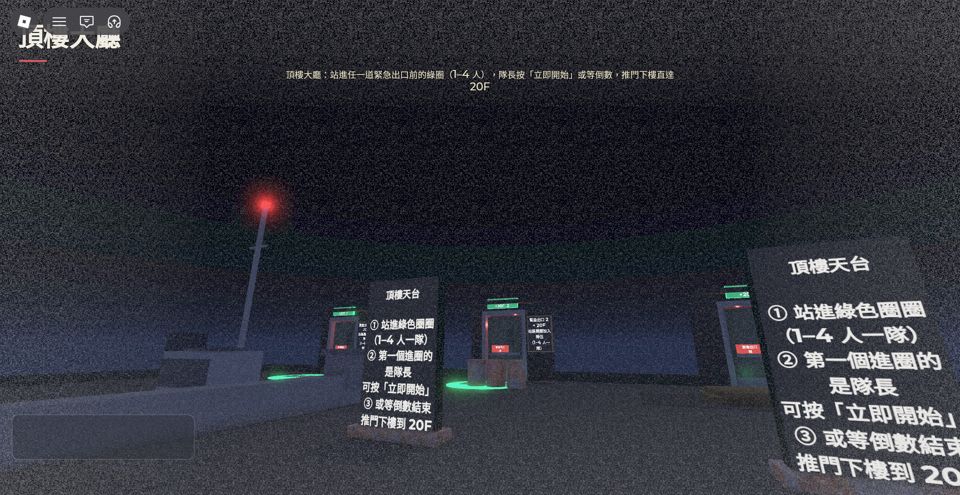 頂樓大廳
頂樓大廳：站進任一道緊急出口前的綠圈（1–4 人），隊長按「立即開始」或等倒數，推門下樓直達
20F
頂樓天台
① 站進綠色圈圈
（1–4 人一隊）
② 第一個進圈的
是隊長
可按「立即開始」
③ 或等倒數結束
推門下樓到 20F
緊急出口 2
頂樓天台
① 站進綠色圈圈
（1–4 人一隊）
② 第一個進圈的
是隊長
可按「立即開始」
③ 或等倒數結束
推門下樓到 20